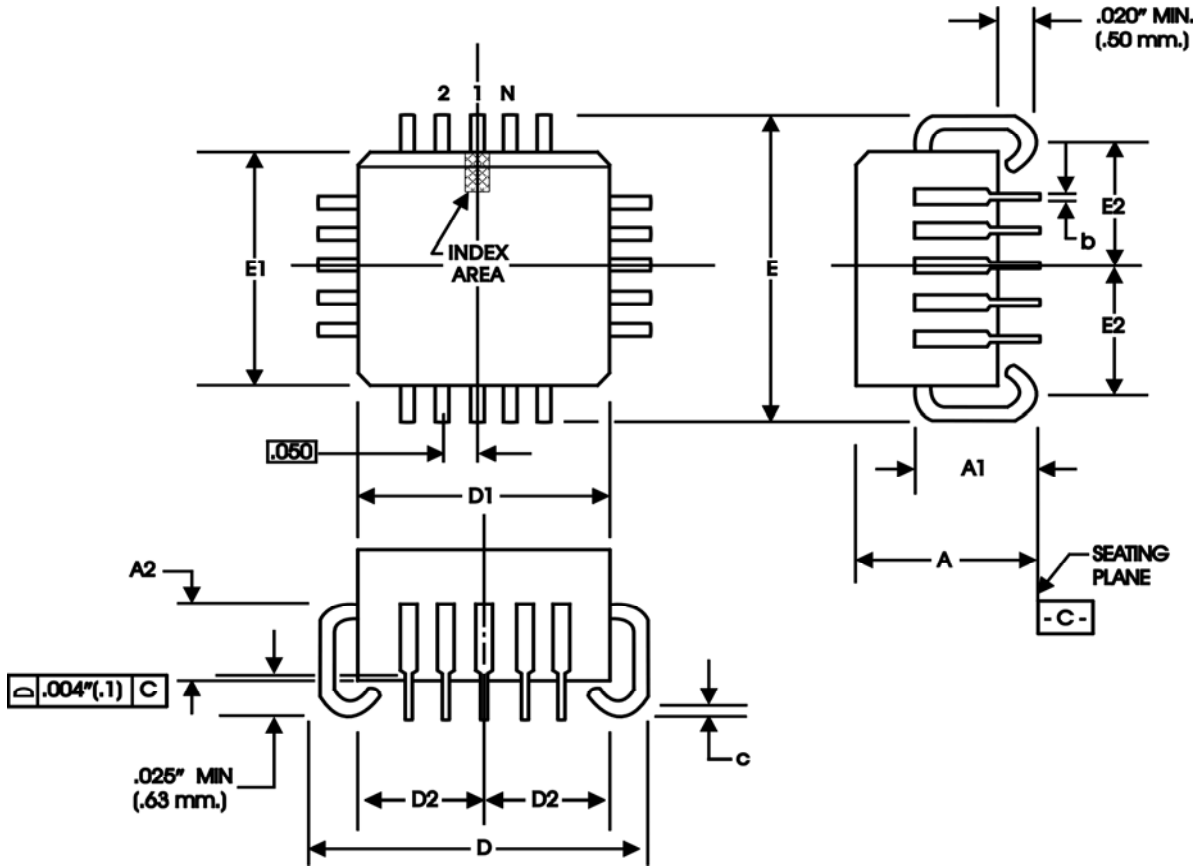 .020" MIN.
(.50 mm.)
2 1 N
E1
INDEX
AREA
E
E2
b
E2
.050
D1
A1
A
SEATING
PLANE
- C -
A2
.004"(.1) C
.025" MIN
(.63 mm.)
c
D2 D2
D